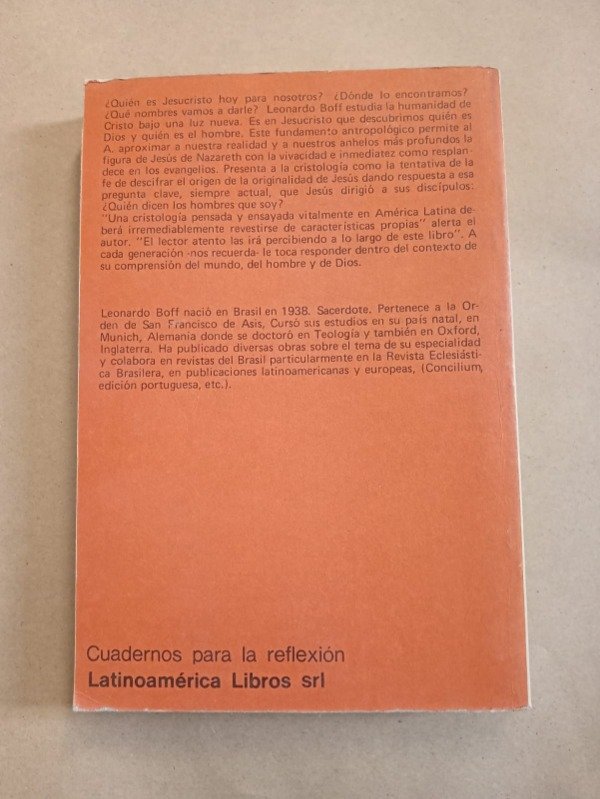 ¿Quién es Jesucristo hoy para nosotros? ¿Dónde lo encontramos?
¿Qué nombres vamos a darle? Leonardo Boff estudia la humanidad de
Cristo bajo una luz nueva. Es en Jesucristo que descubrimos quién es
Dios y quién es el hombre. Este fundamento antropológico permite al
A. aproximar a nuestra realidad y a nuestros anhelos más profundos la
figura de Jesús de Nazareth con la vivacidad e inmediatez como resplan-
dece en los evangelios. Presenta a la cristología como la tentativa de la
fe de descifrar el origen de la originalidad de Jesús dando respuesta a esa
pregunta clave, siempre actual, que Jesús dirigió a sus discípulos:
¿Quién dicen los hombres que soy?
"Una cristología pensada y ensayada vitalmente en América Latina de-
berá irremediablemente revestirse de características propias" alerta el
autor. "El lector atento las irá percibiendo a lo largo de este libro". A
cada generación -nos recuerda- le toca responder dentro del contexto de
su comprensión del mundo, del hombre y de Dios.
Leonardo Boff nació en Brasil en 1938. Sacerdote. Pertenece a la Or-
den de San Francisco de Asis, Cursó sus estudios en su país natal, en
Munich, Alemania donde se doctoró en Teología y también en Oxford,
Inglaterra. Ha publicado diversas obras sobre el tema de su especialidad
y colabora en revistas del Brasil particularmente en la Revista Eclesiásti-
ca Brasilera, en publicaciones latinoamericanas y europeas, (Concilium,
edición portuguesa, etc.).
Cuadernos para la reflexión
Latinoamérica Libros srl